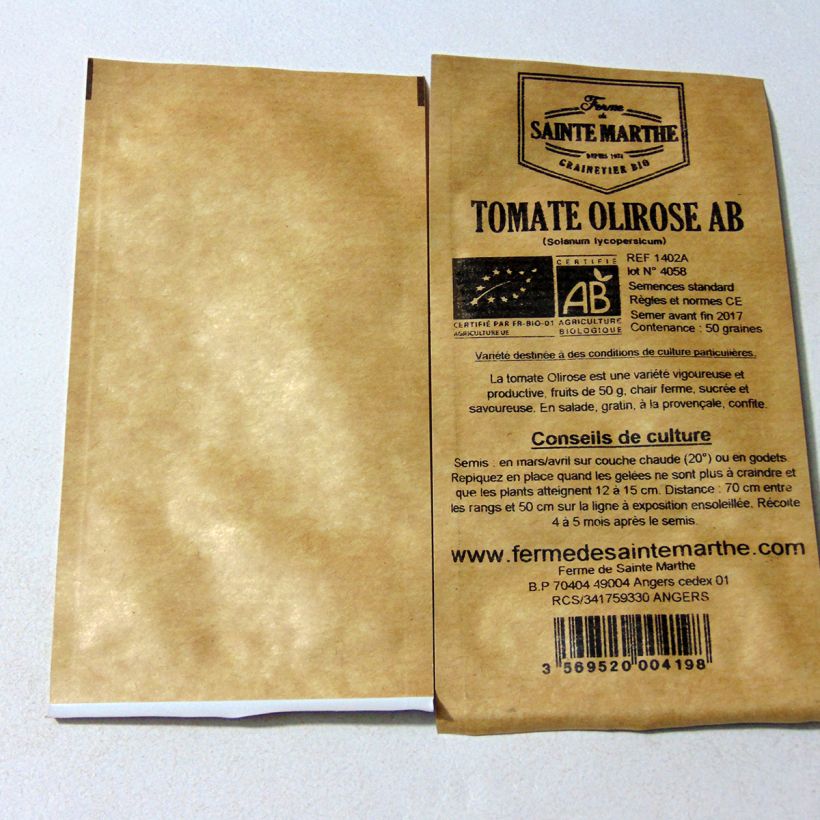 Ferme
de
SAINTE MARTHE
DEPUIS 1974
GRAINETIER BIO
TOMATE OLIROSE AB
(Solanum lycopersicum)
CERTIFIÉ PAR FR-BIO-01
AGRICULTURE UE
CERTIFIÉ
AB
AGRICULTURE
BIOLOGIQUE
REF 1402A
lot N° 4058
Semences standard
Règles et normes CE
Semer avant fin 2017
Contenance : 50 graines
Variété destinée à des conditions de culture particulières.
La tomate Olirose est une variété vigoureuse et
productive, fruits de 50 g, chair ferme, sucrée et
savoureuse. En salade, gratin, à la provençale, confite.
Conseils de culture
Semis : en mars/avril sur couche chaude (20°) ou en godets.
Repiquez en place quand les gelées ne sont plus à craindre et
que les plants atteignent 12 à 15 cm. Distance : 70 cm entre
les rangs et 50 cm sur la ligne à exposition ensoleillée. Récolte
4 à 5 mois après le semis.
www.fermedesaintemarthe.com
Ferme de Sainte Marthe
B.P 70404 49004 Angers cedex 01
RCS/341759330 ANGERS
3 569520 004198